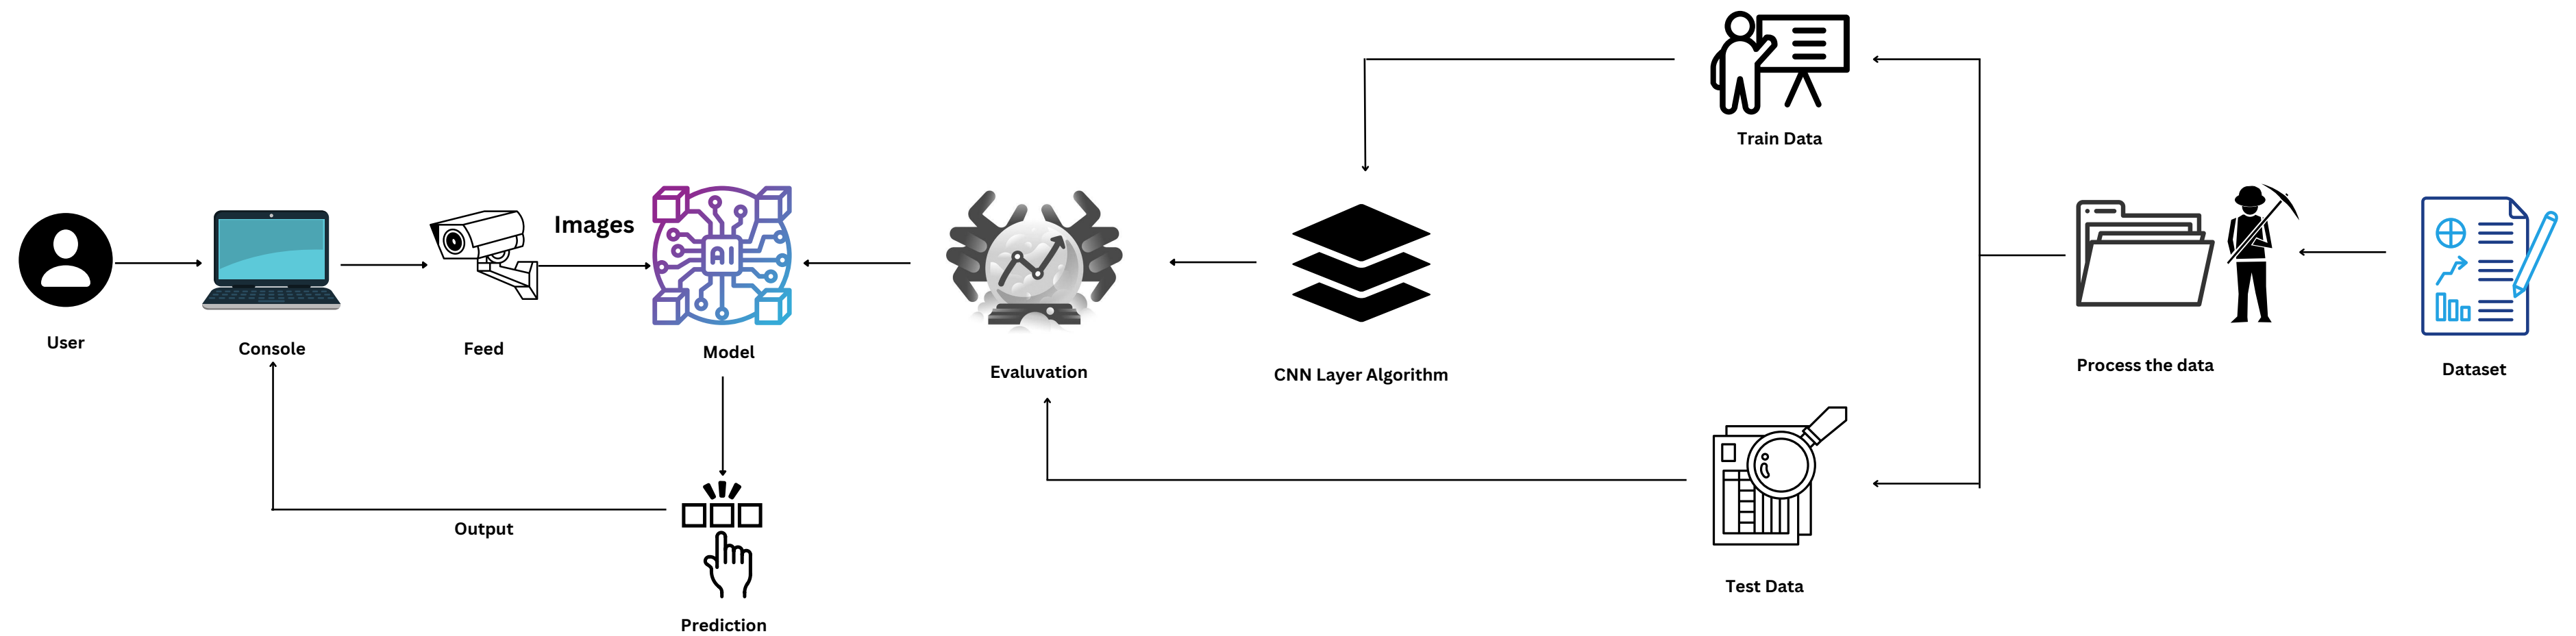 Train Data
Images
User
Console
Feed
Model
AI
Evaluvation
CNN Layer Algorithm
Process the data
Dataset
Output
Test Data
Prediction